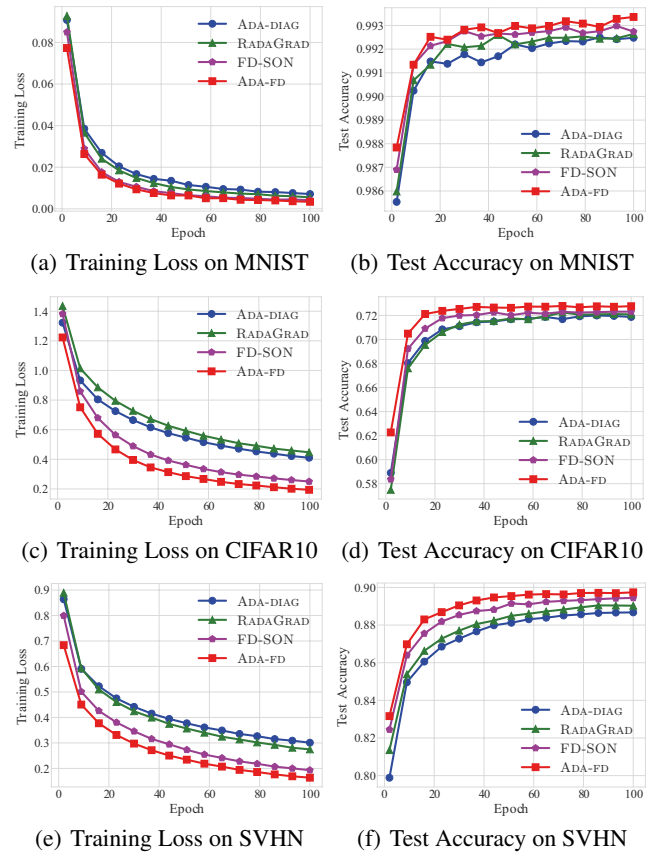 0.08
0.06
0.04
0.02
0.00
Training Loss
0 20 40 60 80 100
Epoch
ADA-DIAG
RADAGRAD
FD-SON
ADA-FD
(a) Training Loss on MNIST
0.993
0.992
0.991
0.990
0.989
0.988
0.987
0.986
Test Accuracy
0 20 40 60 80 100
Epoch
ADA-DIAG
RADAGRAD
FD-SON
ADA-FD
(b) Test Accuracy on MNIST
1.4
1.2
1.0
0.8
0.6
0.4
0.2
Training Loss
0 20 40 60 80 100
Epoch
ADA-DIAG
RADAGRAD
FD-SON
ADA-FD
(c) Training Loss on CIFAR10
0.72
0.70
0.68
0.66
0.64
0.62
0.60
0.58
Test Accuracy
0 20 40 60 80 100
Epoch
ADA-DIAG
RADAGRAD
FD-SON
ADA-FD
(d) Test Accuracy on CIFAR10
0.9
0.8
0.7
0.6
0.5
0.4
0.3
0.2
Training Loss
0 20 40 60 80 100
Epoch
ADA-DIAG
RADAGRAD
FD-SON
ADA-FD
(e) Training Loss on SVHN
0.90
0.88
0.86
0.84
0.82
0.80
Test Accuracy
0 20 40 60 80 100
Epoch
ADA-DIAG
RADAGRAD
FD-SON
ADA-FD
(f) Test Accuracy on SVHN